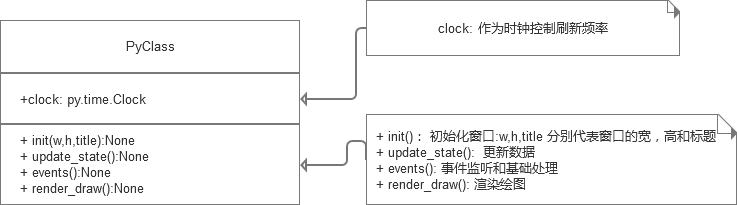 PyClass
+clock: py.time.Clock
+ init(w,h,title):None
+ update_state():None
+ events():None
+ render_draw():None
clock: 作为时钟控制刷新频率
+ init()： 初始化窗口:w,h,title 分别代表窗口的宽，高和标题
+ update_state(): 更新数据
+ events(): 事件监听和基础处理
+ render_draw(): 渲染绘图